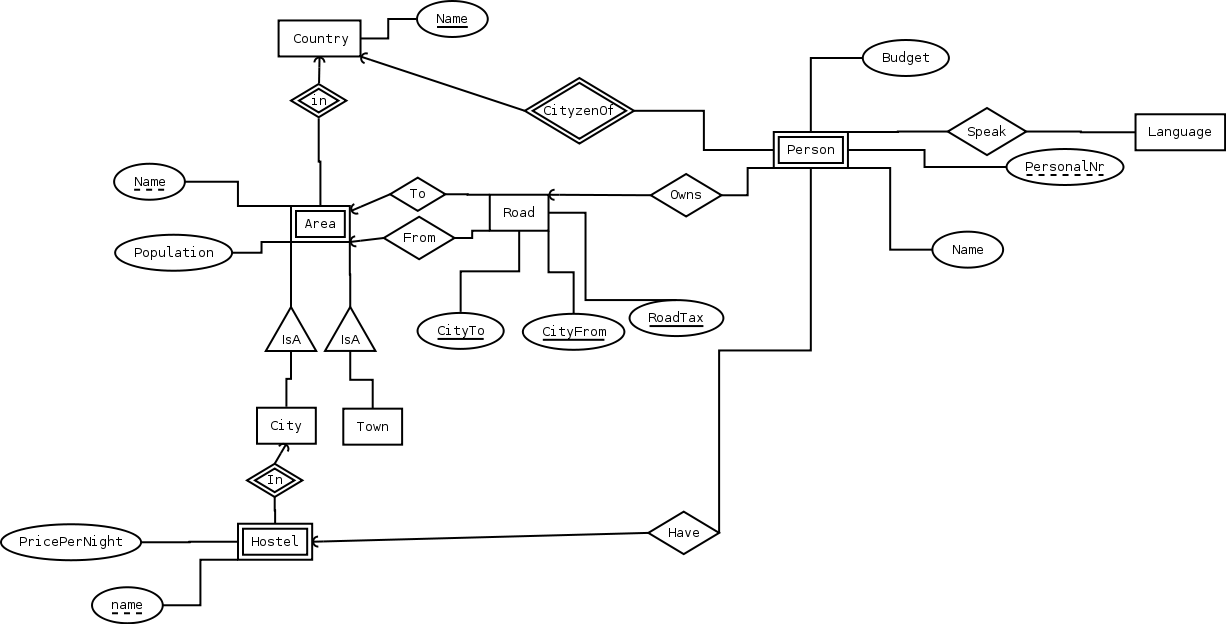 Name
Country
Budget
in
CityzenOf
Speak
Language
Person
PersonalNr
Name
To
Owns
Road
Area
From
Population
Name
RoadTax
CityTo
CityFrom
IsA
IsA
City
Town
In
Have
PricePerNight
Hostel
name